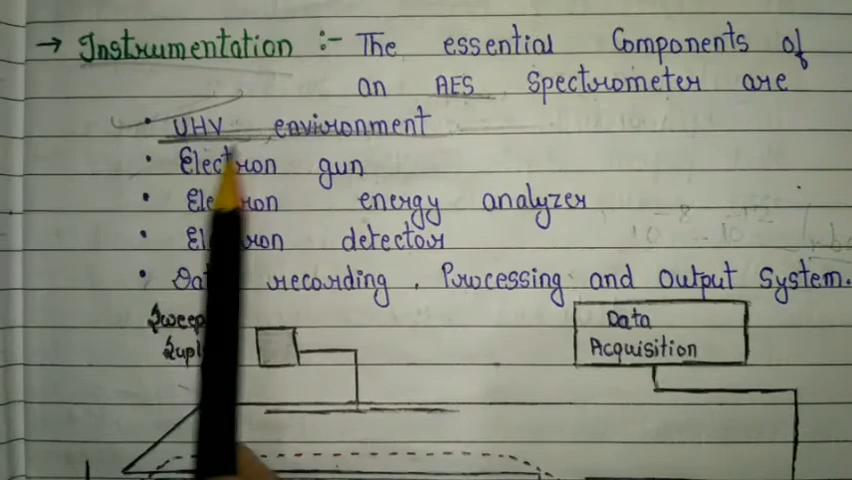 → Instrumentation :- The essential Components of
an AES Spectrometer are
• UHV environment
• Electron gun
• energy analyzer
• detector
• recording, Processing and Output System.
Data
Acquisition